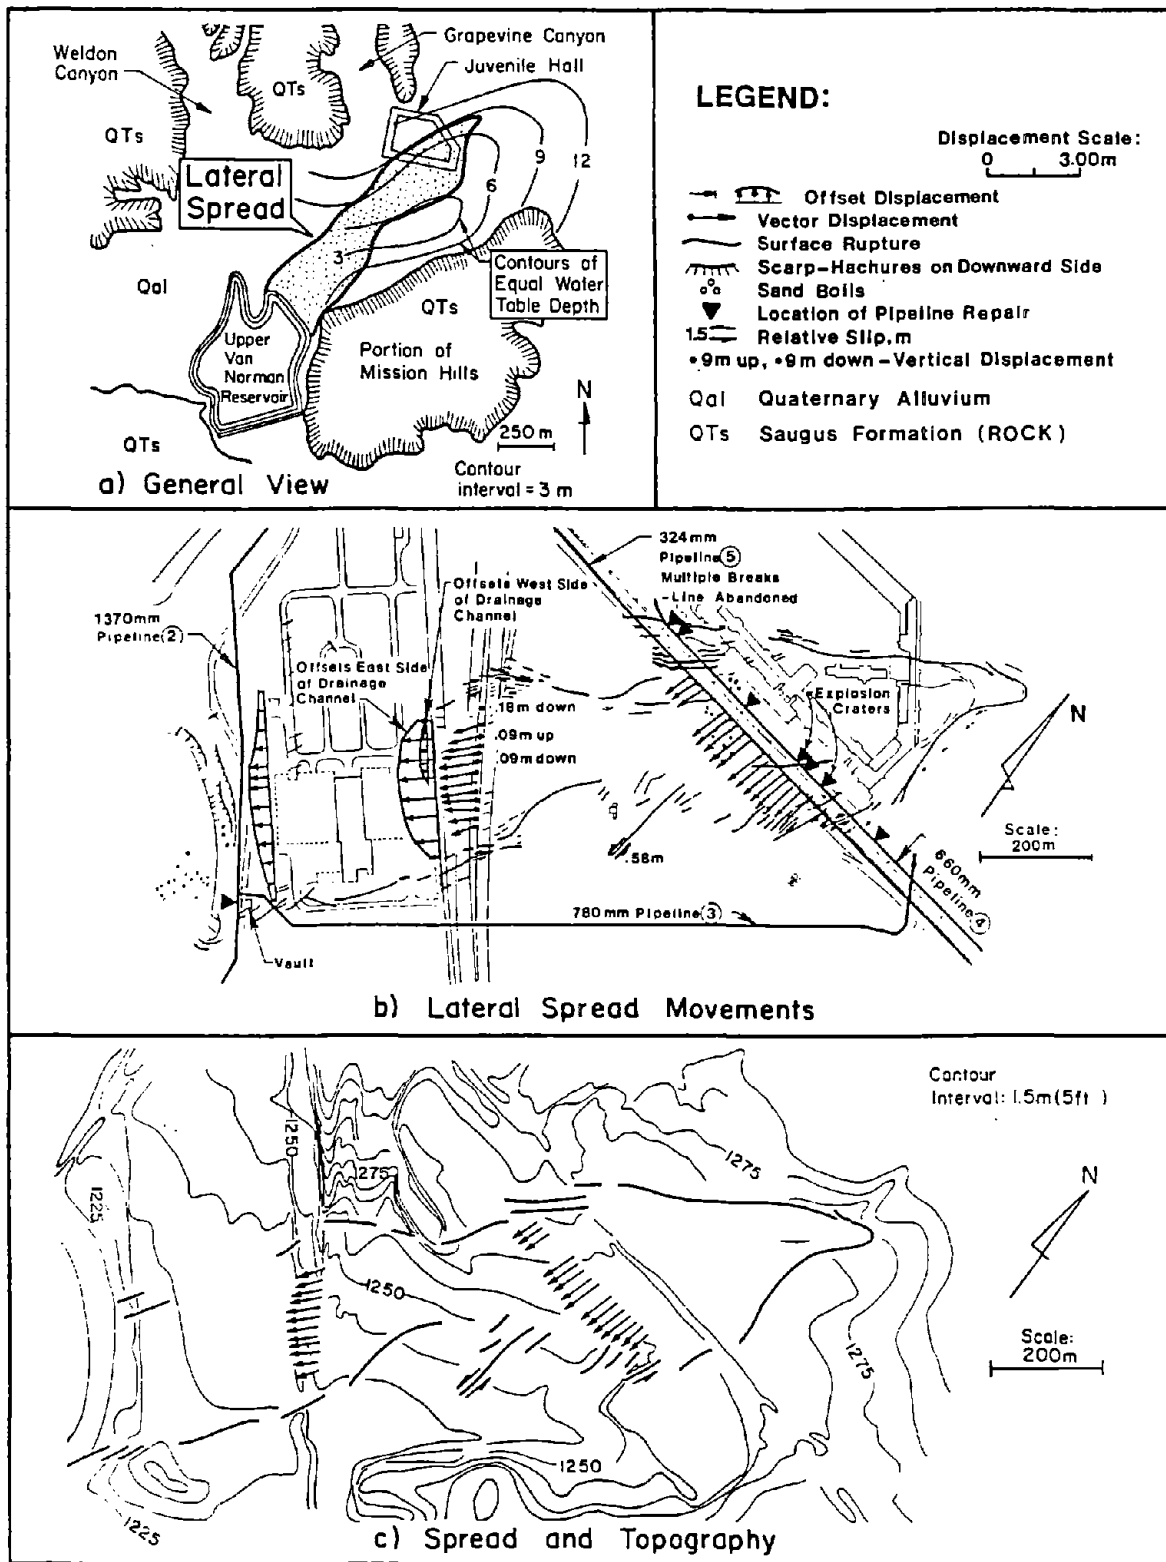 Weldon
Canyon
Grapevine Canyon
Juvenile Hall
QTs
QTs
Lateral
Spread
9
12
6
3
Contours of
Equal Water
Table Depth
Qal
QTs
Upper
Van
Norman
Reservoir
Portion of
Mission Hills
N
250 m
QTs
Contour
interval = 3 m
a) General View
LEGEND:
Displacement Scale:
0 3.00m
Offset Displacement
Vector Displacement
Surface Rupture
Scarp-Hachures on Downward Side
Sand Boils
Location of Pipeline Repair
1.5 Relative Slip, m
•9m up, •9m down – Vertical Displacement
Qal Quaternary Alluvium
QTs Saugus Formation (ROCK)
324mm
Pipeline 5
Multiple Breaks
-Line Abandoned
Offsets West Side
of Drainage
Channel
1370mm
Pipeline 2
Offsets East Side
of Drainage
Channel
.18m down
.09m up
.09m down
Explosion
Craters
N
Scale:
200m
.58m
660mm
Pipeline 4
780mm Pipeline 3
Vault
b) Lateral Spread Movements
Contour
Interval: 1.5m (5ft)
1250
1275
1275
1225
N
1250
Scale:
200m
1275
1250
1225
c) Spread and Topography